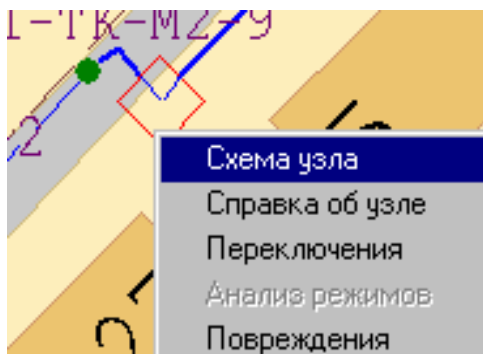 1-ТК-М2-9
2
Схема узла
Справка об узле
Переключения
Анализ режимов
Повреждения